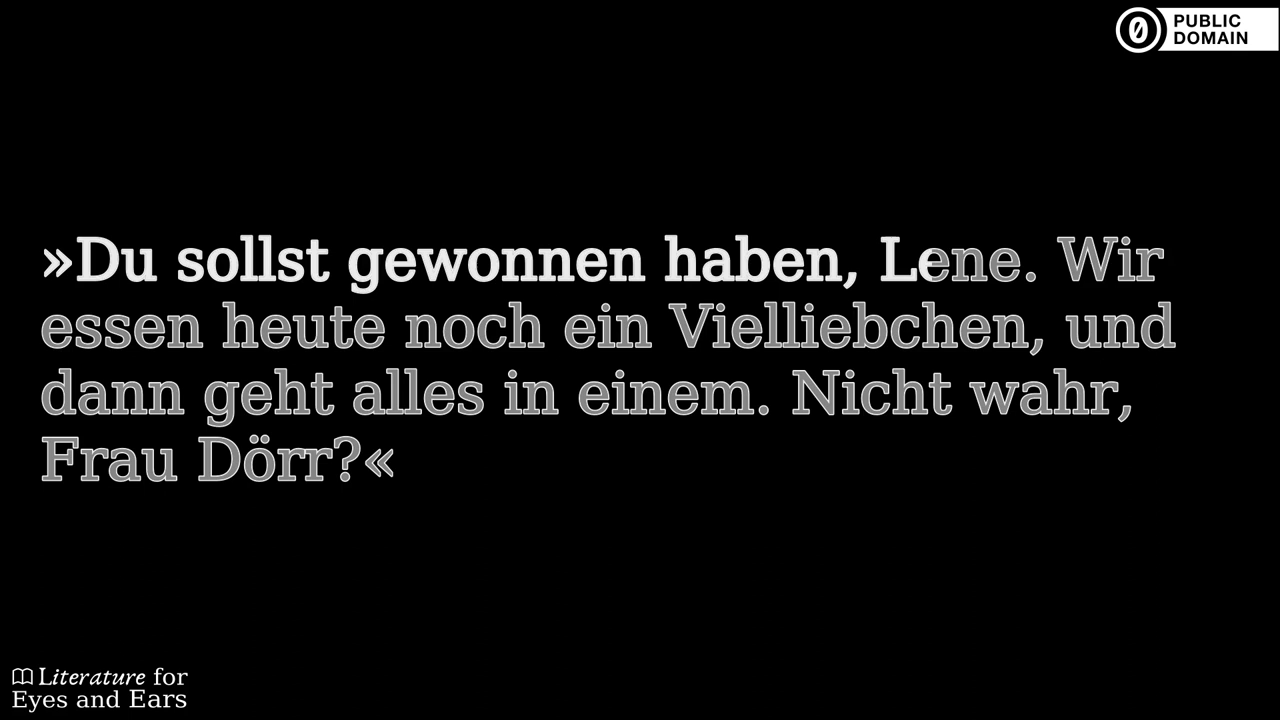 PUBLIC
DOMAIN
»Du sollst gewonnen haben, Lene. Wir
essen heute noch ein Vielliebchen, und
dann geht alles in einem. Nicht wahr,
Frau Dörr?«
Literature for
Eyes and Ears